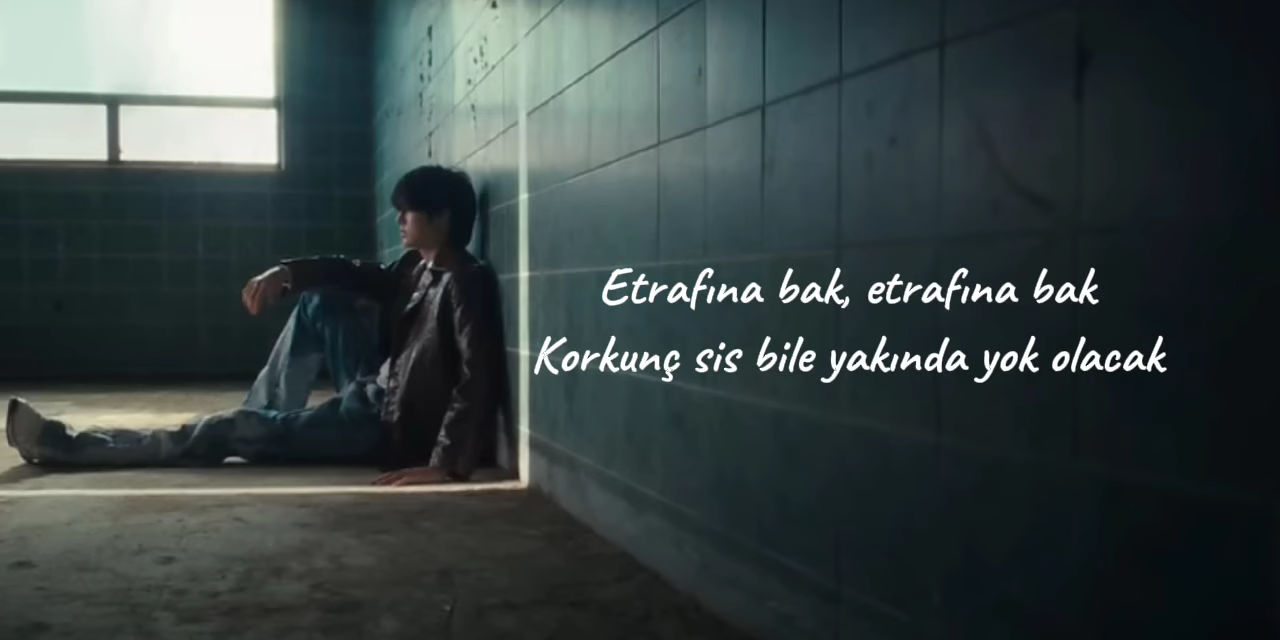 Etrafına bak, etrafına bak
Korkunç sis bile yakında yok olacak